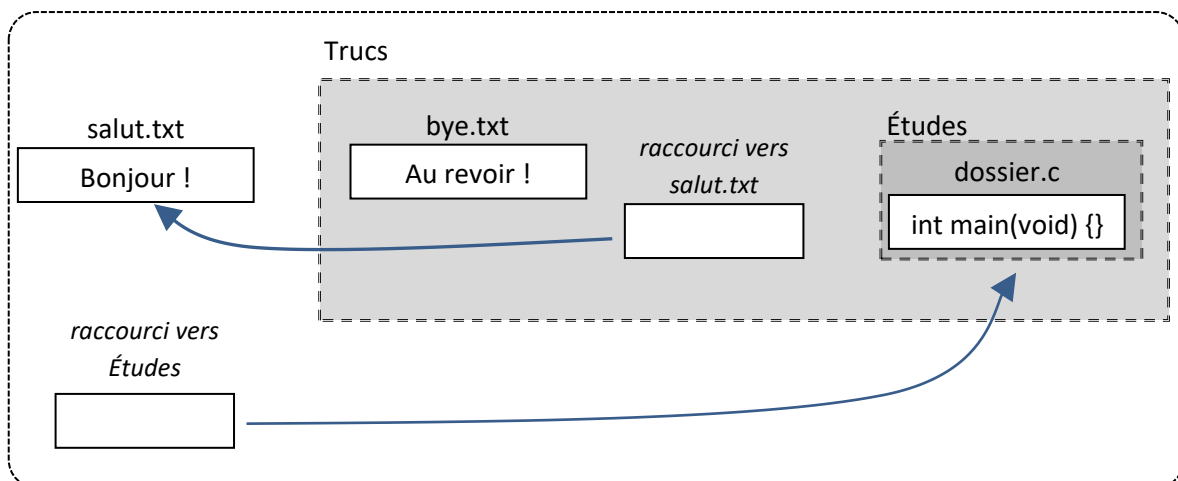 Trucs
salut.txt
Bonjour !
bye.txt
Au revoir !
raccourci vers
salut.txt
Études
dossier.c
int main(void) {}
raccourci vers
Études